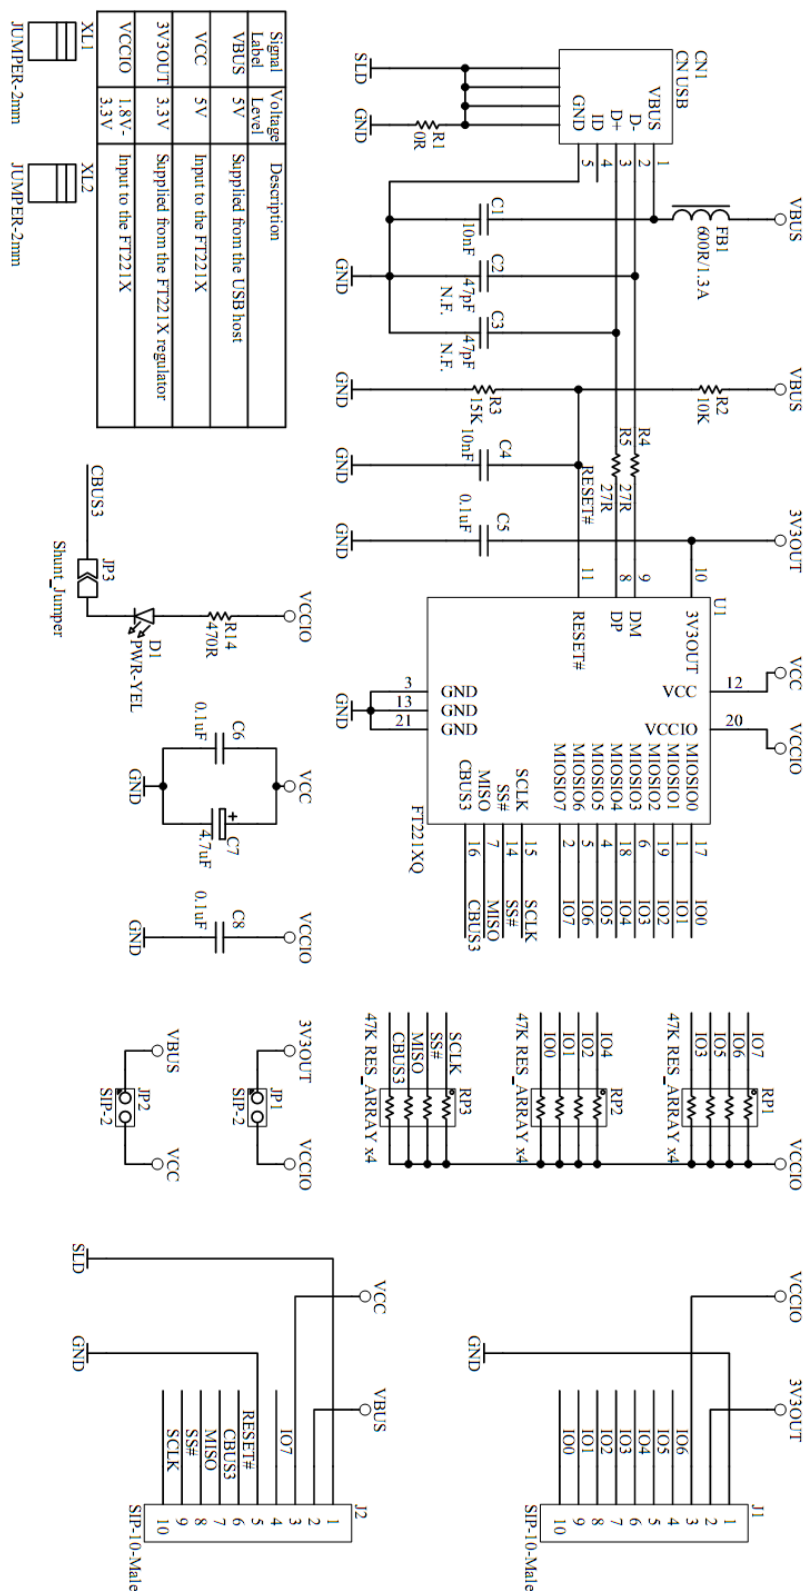 CN1
CN USB
VBUS
D-
D+
ID
GND
1
2
3
4
5
SLD
GND
R1
0R
VBUS
FB1
600R/1.3A
C1
10nF
C2
47pF
N.F.
C3
47pF
N.F.
GND
VBUS
R2
10K
R3
15K
GND
R4
27R
R5
27R
C4
10nF
GND
RESET#
3V3OUT
C5
0.1uF
GND
10
9
8
11
U1
3V3OUT
DM
DP
RESET#
VCC
12
VCC
VCCIO
20
VCCIO
3
GND
13
GND
21
GND
GND
MIOSIO0
MIOSIO1
MIOSIO2
MIOSIO3
MIOSIO4
MIOSIO5
MIOSIO6
MIOSIO7
SCLK
SS#
MISO
CBUS3
FT221XQ
17
IO0
1
IO1
19
IO2
6
IO3
18
IO4
4
IO5
5
IO6
2
IO7
15
SCLK
14
SS#
7
MISO
16
CBUS3
VCCIO
RP1
IO7
IO6
IO5
IO3
47K RES_ARRAY x4
RP2
IO4
IO2
IO1
IO0
47K RES_ARRAY x4
RP3
SCLK
SS#
MISO
CBUS3
47K RES_ARRAY x4
VCCIO
3V3OUT
GND
IO6
IO5
IO4
IO3
IO2
IO1
IO0
J1
1
2
3
4
5
6
7
8
9
10
SIP-10-Male
Signal Label
Voltage Level
Description
VBUS
5V
Supplied from the USB host
VCC
5V
Input to the FT221X
3V3OUT
3.3V
Supplied from the FT221X regulator
VCCIO
1.8V-
3.3V
Input to the FT221X
XL1
JUMPER-2mm
XL2
JUMPER-2mm
CBUS3
JP3
Shunt_Jumper
D1
PWR-YEL
R14
470R
VCCIO
VCC
C6
0.1uF
C7
+
4.7uF
GND
VCCIO
C8
0.1uF
GND
3V3OUT
JP1
SIP-2
VCCIO
VBUS
JP2
SIP-2
VCC
SLD
VCC
GND
VBUS
IO7
RESET#
CBUS3
MISO
SS#
SCLK
J2
1
2
3
4
5
6
7
8
9
10
SIP-10-Male